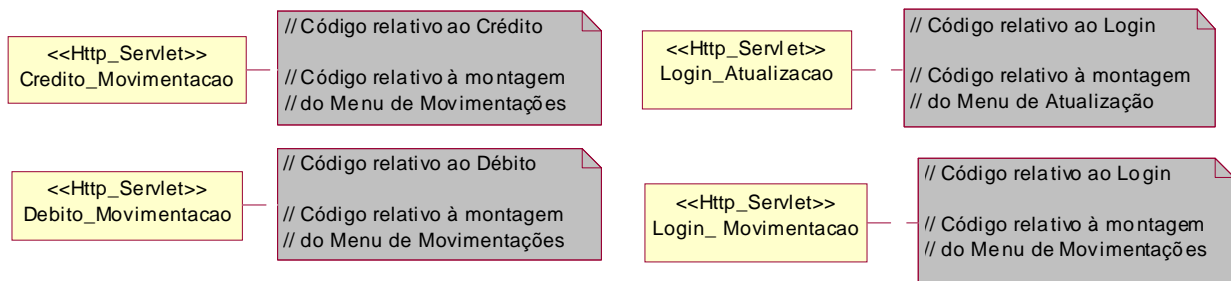 <<Http_Servlet>>
Credito_Movimentacao
// Código relativo ao Crédito
// Código relativo à montagem
// do Menu de Movimentações
<<Http_Servlet>>
Login_Atualizacao
// Código relativo ao Login
// Código relativo à montagem
// do Menu de Atualização
<<Http_Servlet>>
Debito_Movimentacao
// Código relativo ao Débito
// Código relativo à montagem
// do Menu de Movimentações
<<Http_Servlet>>
Login_ Movimentacao
// Código relativo ao Login
// Código relativo à montagem
// do Menu de Movimentações